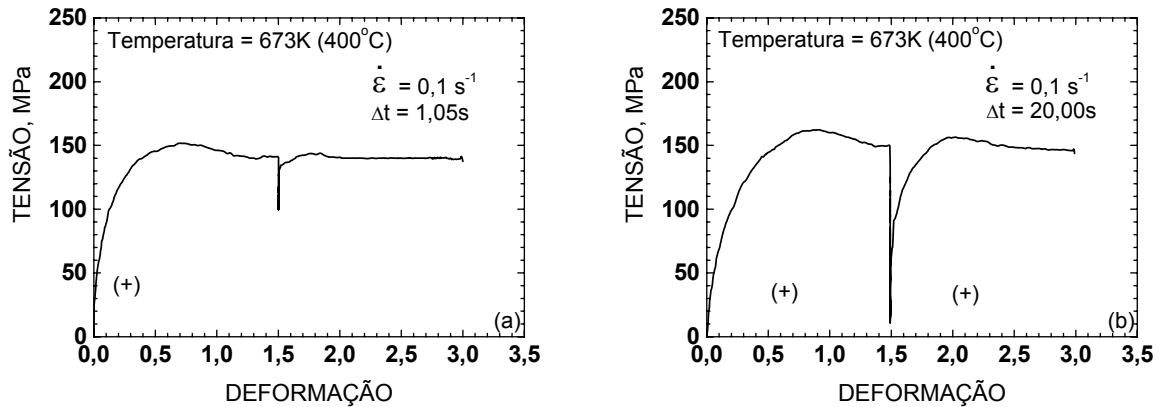 Temperatura = 673K (400°C)
ε̇ = 0,1 s⁻¹
Δt = 1,05s
TENSÃO, MPa
250
200
150
100
50
0
(+)
(a)
0,0 0,5 1,0 1,5 2,0 2,5 3,0 3,5
DEFORMAÇÃO
Temperatura = 673K (400°C)
ε̇ = 0,1 s⁻¹
Δt = 20,00s
TENSÃO, MPa
250
200
150
100
50
0
(+) (+)
(b)
0,0 0,5 1,0 1,5 2,0 2,5 3,0 3,5
DEFORMAÇÃO